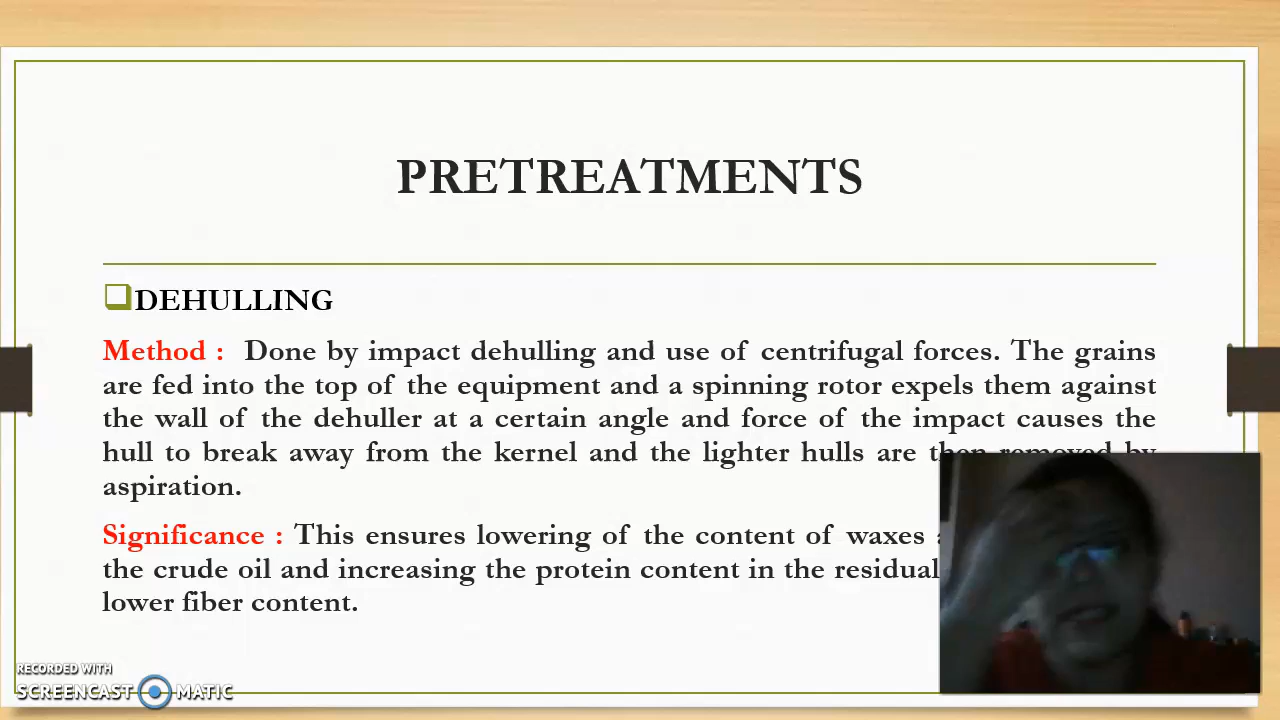 PRETREATMENTS
DEHULLING
Method : Done by impact dehulling and use of centrifugal forces. The grains
are fed into the top of the equipment and a spinning rotor expels them against
the wall of the dehuller at a certain angle and force of the impact causes the
hull to break away from the kernel and the lighter hulls are then removed by
aspiration.
Significance : This ensures lowering of the content of waxes
the crude oil and increasing the protein content in the residual
lower fiber content.
RECORDED WITH
SCREENCAST MATIC